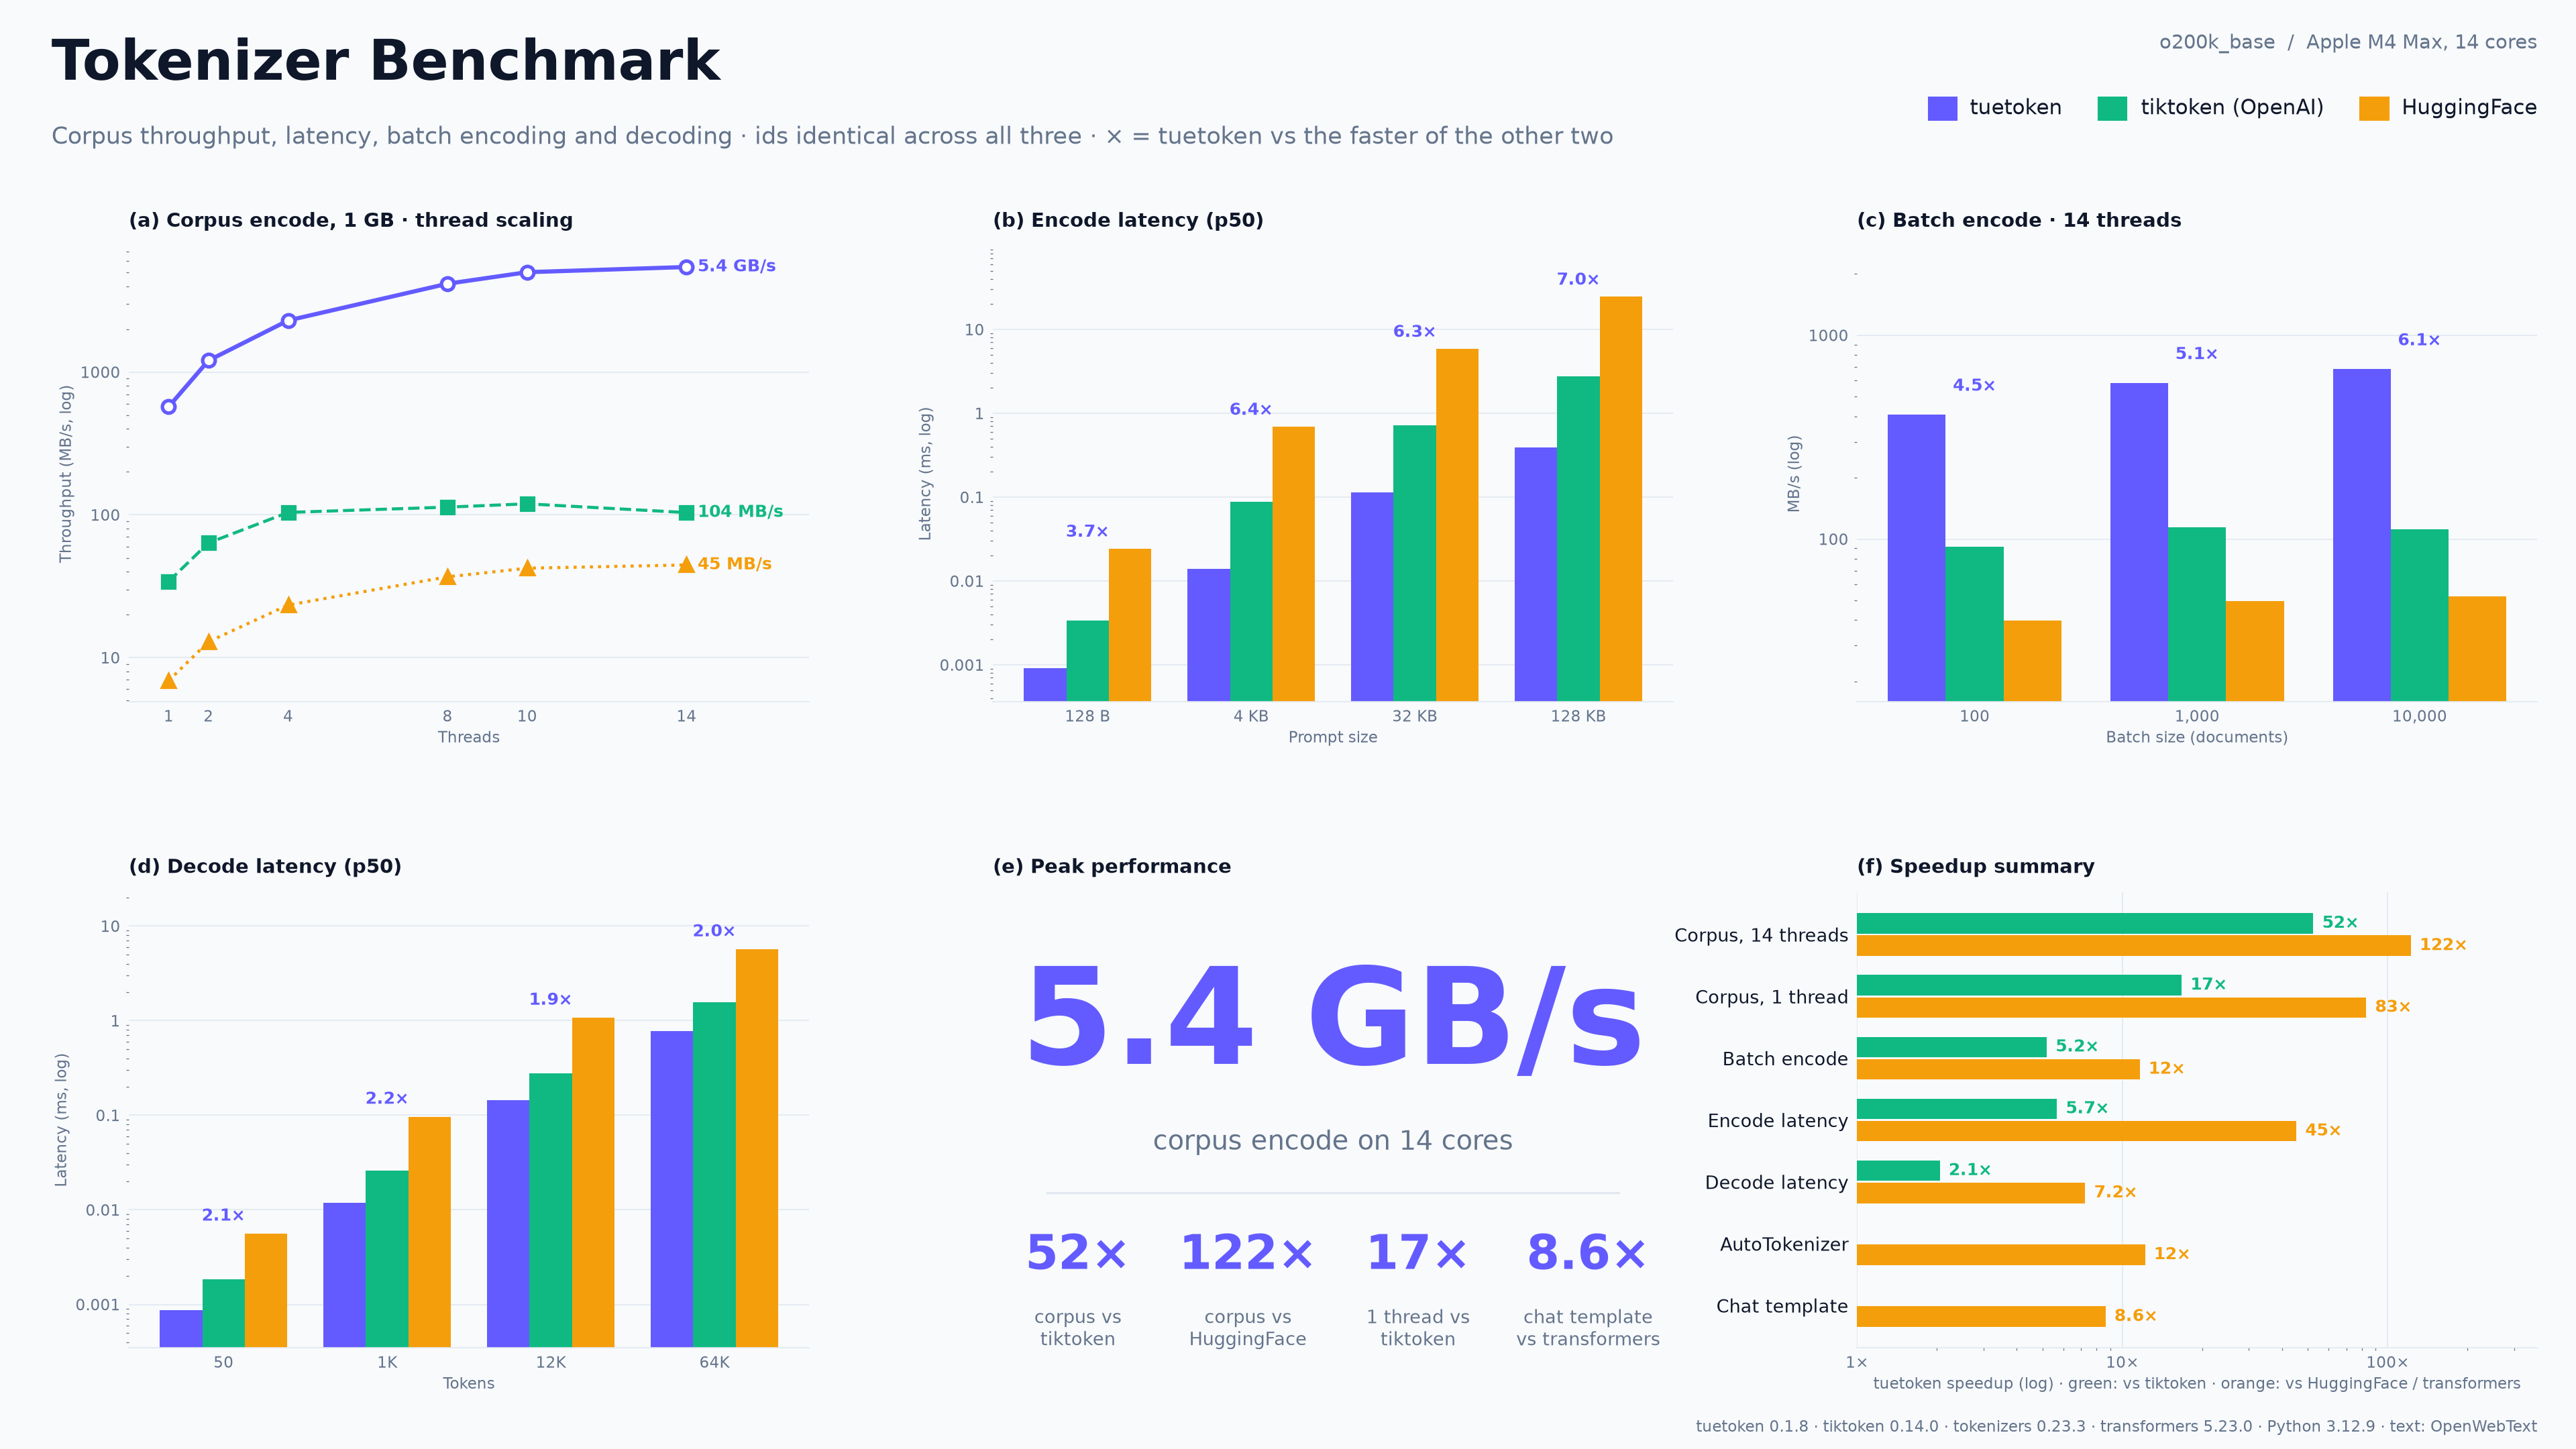 Tokenizer Benchmark
o200k_base / Apple M4 Max, 14 cores
tuetoken
tiktoken (OpenAI)
HuggingFace
Corpus throughput, latency, batch encoding and decoding · ids identical across all three · × = tuetoken vs the faster of the other two
(a) Corpus encode, 1 GB · thread scaling
Throughput (MB/s, log)
1000
100
10
5.4 GB/s
104 MB/s
45 MB/s
1 2 4 8 10 14
Threads
(b) Encode latency (p50)
Latency (ms, log)
10
1
0.1
0.01
0.001
3.7×
6.4×
6.3×
7.0×
128 B 4 KB 32 KB 128 KB
Prompt size
(c) Batch encode · 14 threads
MB/s (log)
1000
100
4.5×
5.1×
6.1×
100 1,000 10,000
Batch size (documents)
(d) Decode latency (p50)
Latency (ms, log)
10
1
0.1
0.01
0.001
2.1×
2.2×
1.9×
2.0×
50 1K 12K 64K
Tokens
(e) Peak performance
5.4 GB/s
corpus encode on 14 cores
52×
corpus vs
tiktoken
122×
corpus vs
HuggingFace
17×
1 thread vs
tiktoken
8.6×
chat template
vs transformers
(f) Speedup summary
Corpus, 14 threads
52×
122×
Corpus, 1 thread
17×
83×
Batch encode
5.2×
12×
Encode latency
5.7×
45×
Decode latency
2.1×
7.2×
AutoTokenizer
12×
Chat template
8.6×
1× 10× 100×
tuetoken speedup (log) · green: vs tiktoken · orange: vs HuggingFace / transformers
tuetoken 0.1.8 · tiktoken 0.14.0 · tokenizers 0.23.3 · transformers 5.23.0 · Python 3.12.9 · text: OpenWebText